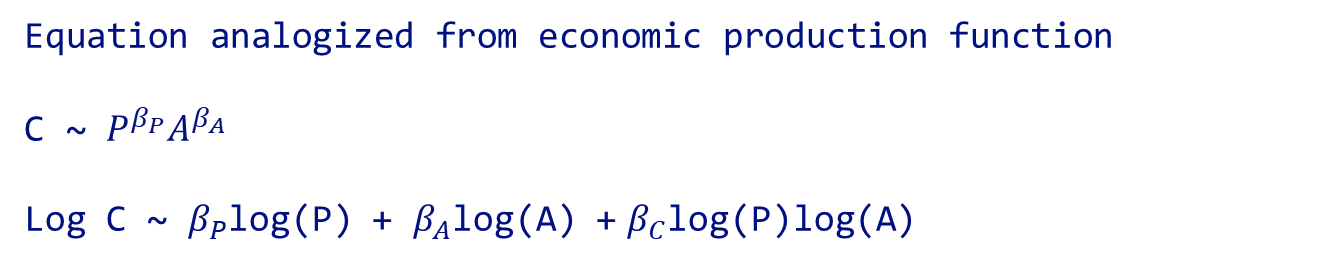 Equation analogized from economic production function
C ~ 𝑃^{𝛽_𝑃}𝐴^{𝛽_𝐴}
Log C ~ 𝛽_𝑃log(P) + 𝛽_𝐴log(A) + 𝛽_𝐶log(P)log(A)